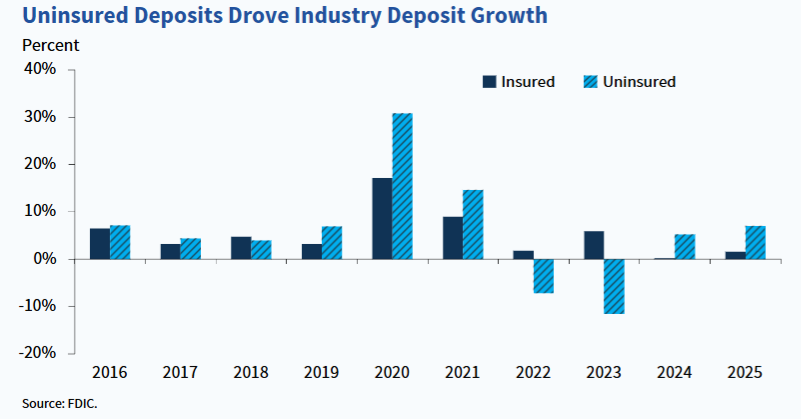 Uninsured Deposits Drove Industry Deposit Growth
Percent
40%
Insured
Uninsured
30%
20%
10%
0%
-10%
-20%
2016 2017 2018 2019 2020 2021 2022 2023 2024 2025
Source: FDIC.